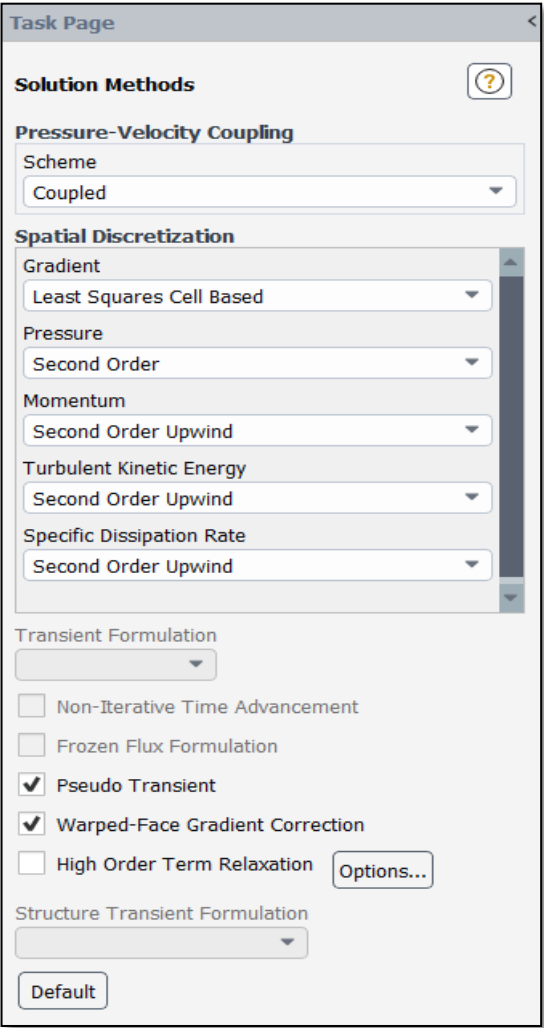 Task Page <
Solution Methods ?
Pressure-Velocity Coupling
Scheme
Coupled
Spatial Discretization
Gradient
Least Squares Cell Based
Pressure
Second Order
Momentum
Second Order Upwind
Turbulent Kinetic Energy
Second Order Upwind
Specific Dissipation Rate
Second Order Upwind
Transient Formulation
Non-Iterative Time Advancement
Frozen Flux Formulation
Pseudo Transient
Warped-Face Gradient Correction
High Order Term Relaxation Options...
Structure Transient Formulation
Default